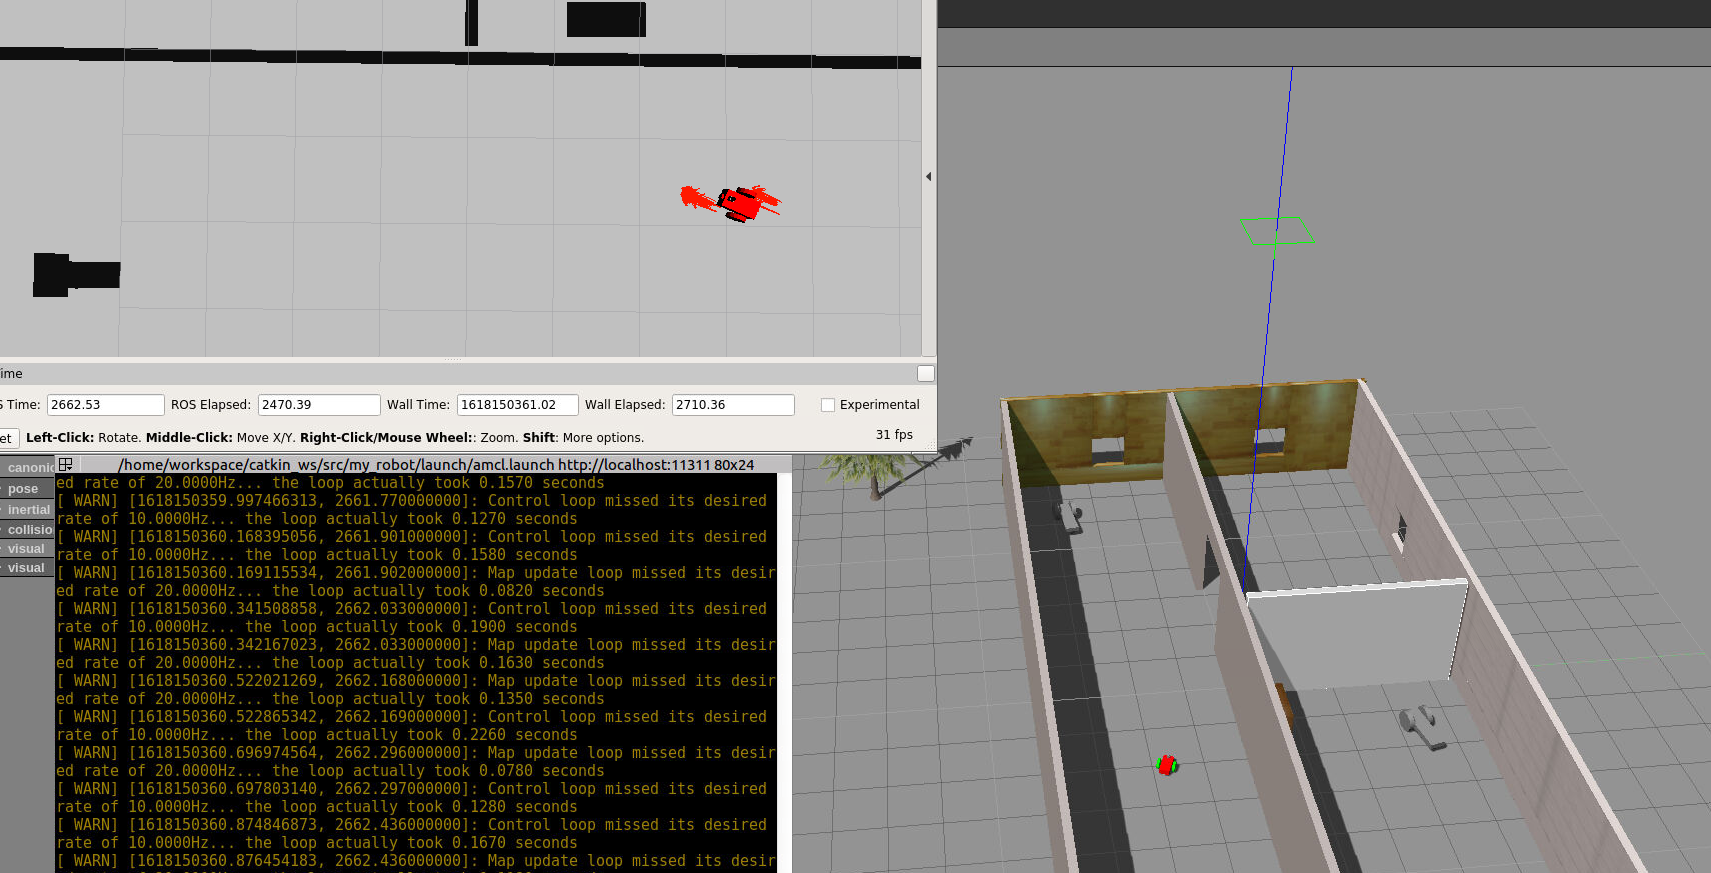 ime
S Time: 2662.53 ROS Elapsed: 2470.39 Wall Time: 1618150361.02 Wall Elapsed: 2710.36 Experimental
et Left-Click: Rotate. Middle-Click: Move X/Y. Right-Click/Mouse Wheel:: Zoom. Shift: More options. 31 fps
canonic
pose
inertial
collisio
visual
visual
/home/workspace/catkin_ws/src/my_robot/launch/amcl.launch http://localhost:11311 80x24
ed rate of 20.0000Hz... the loop actually took 0.1570 seconds
[ WARN] [1618150359.997466313, 2661.770000000]: Control loop missed its desired
rate of 10.0000Hz... the loop actually took 0.1270 seconds
[ WARN] [1618150360.168395056, 2661.901000000]: Control loop missed its desired
rate of 10.0000Hz... the loop actually took 0.1580 seconds
[ WARN] [1618150360.169115534, 2661.902000000]: Map update loop missed its desir
ed rate of 20.0000Hz... the loop actually took 0.0820 seconds
[ WARN] [1618150360.341508858, 2662.033000000]: Control loop missed its desired
rate of 10.0000Hz... the loop actually took 0.1900 seconds
[ WARN] [1618150360.342167023, 2662.033000000]: Map update loop missed its desir
ed rate of 20.0000Hz... the loop actually took 0.1630 seconds
[ WARN] [1618150360.522021269, 2662.168000000]: Map update loop missed its desir
ed rate of 20.0000Hz... the loop actually took 0.1350 seconds
[ WARN] [1618150360.522865342, 2662.169000000]: Control loop missed its desired
rate of 10.0000Hz... the loop actually took 0.2260 seconds
[ WARN] [1618150360.696974564, 2662.296000000]: Map update loop missed its desir
ed rate of 20.0000Hz... the loop actually took 0.0780 seconds
[ WARN] [1618150360.697803140, 2662.297000000]: Control loop missed its desired
rate of 10.0000Hz... the loop actually took 0.1280 seconds
[ WARN] [1618150360.874846873, 2662.436000000]: Control loop missed its desired
rate of 10.0000Hz... the loop actually took 0.1670 seconds
[ WARN] [1618150360.876454183, 2662.436000000]: Map update loop missed its desir